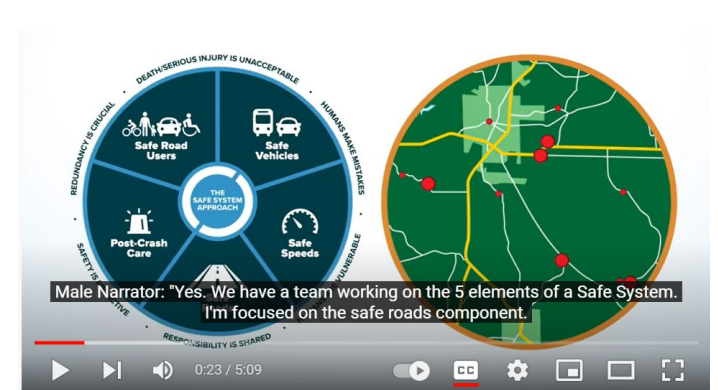 DEATH/SERIOUS INJURY IS UNACCEPTABLE
HUMANS MAKE MISTAKES
VULNERABLE
RESPONSIBILITY IS SHARED
SAFETY IS
REDUNDANCY IS CRUCIAL
Safe Road
Users
Safe
Vehicles
THE
SAFE SYSTEM
APPROACH
Post-Crash
Care
Safe
Speeds
Male Narrator: "Yes. We have a team working on the 5 elements of a Safe System.
I'm focused on the safe roads component.
0:23 / 5:09
CC